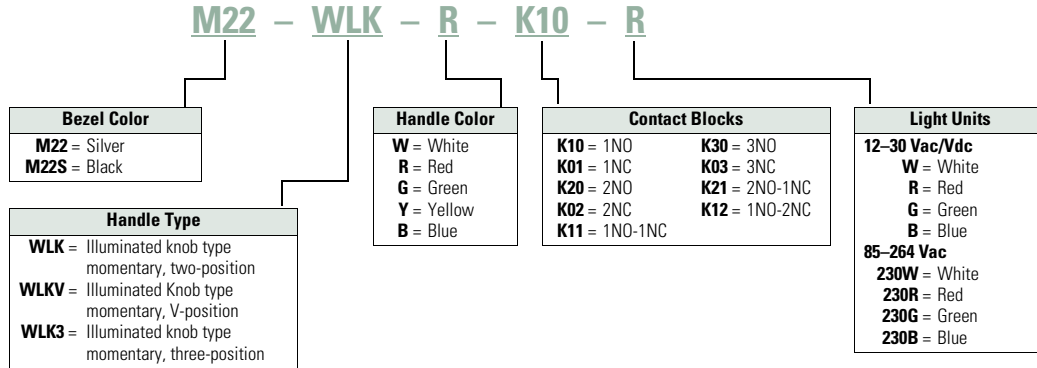 M22 – WLK – R – K10 – R
Bezel Color
M22 = Silver
M22S = Black
Handle Type
WLK = Illuminated knob type
momentary, two-position
WLKV = Illuminated Knob type
momentary, V-position
WLK3 = Illuminated knob type
momentary, three-position
Handle Color
W = White
R = Red
G = Green
Y = Yellow
B = Blue
Contact Blocks
K10 = 1NO
K01 = 1NC
K20 = 2NO
K02 = 2NC
K11 = 1NO-1NC
K30 = 3NO
K03 = 3NC
K21 = 2NO-1NC
K12 = 1NO-2NC
Light Units
12–30 Vac/Vdc
W = White
R = Red
G = Green
B = Blue
85–264 Vac
230W = White
230R = Red
230G = Green
230B = Blue